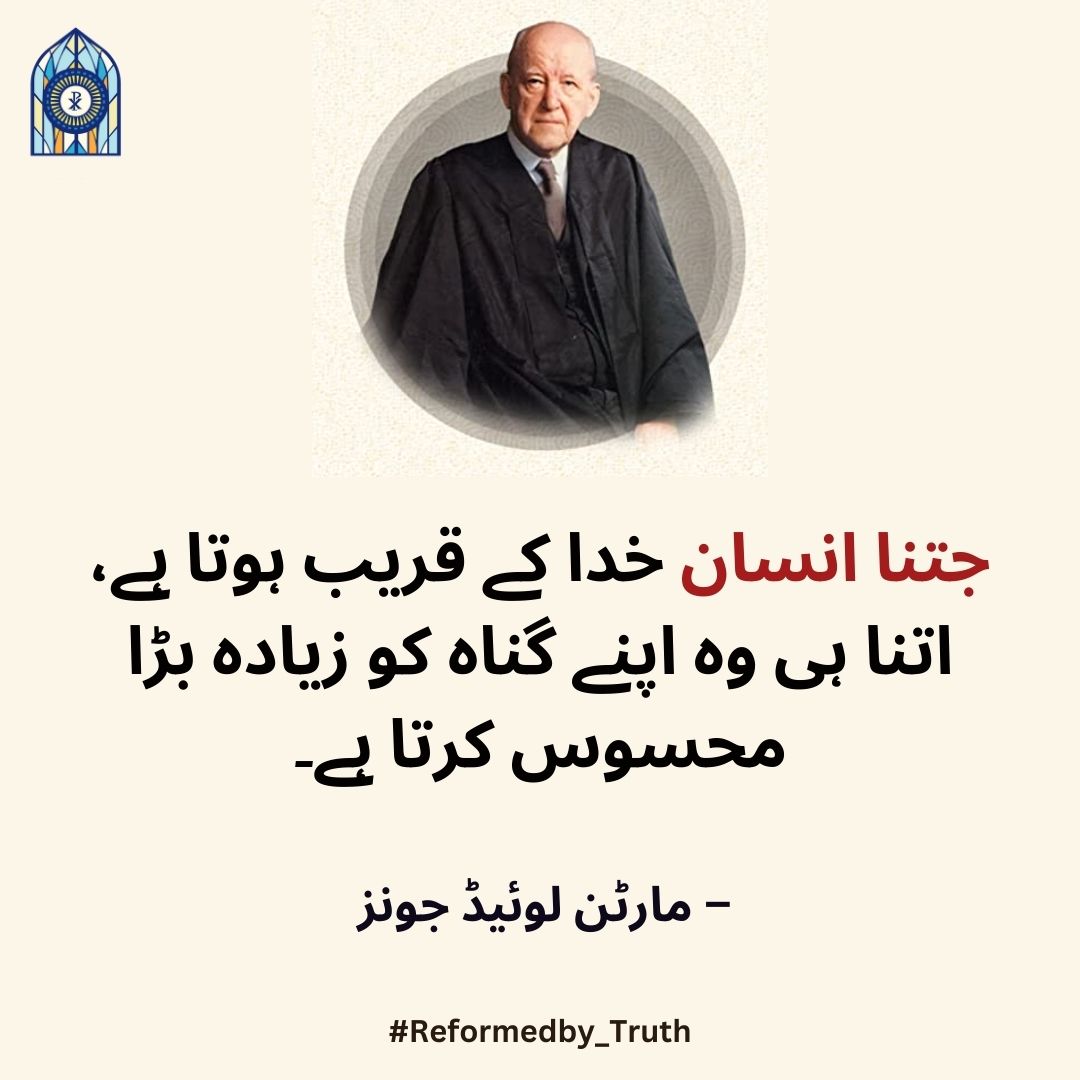 جتنا انسان خدا کے قریب ہوتا ہے،
اتنا ہی وہ اپنے گناہ کو زیادہ بڑا
محسوس کرتا ہے۔
– مارٹن لوئیڈ جونز
#Reformedby_Truth